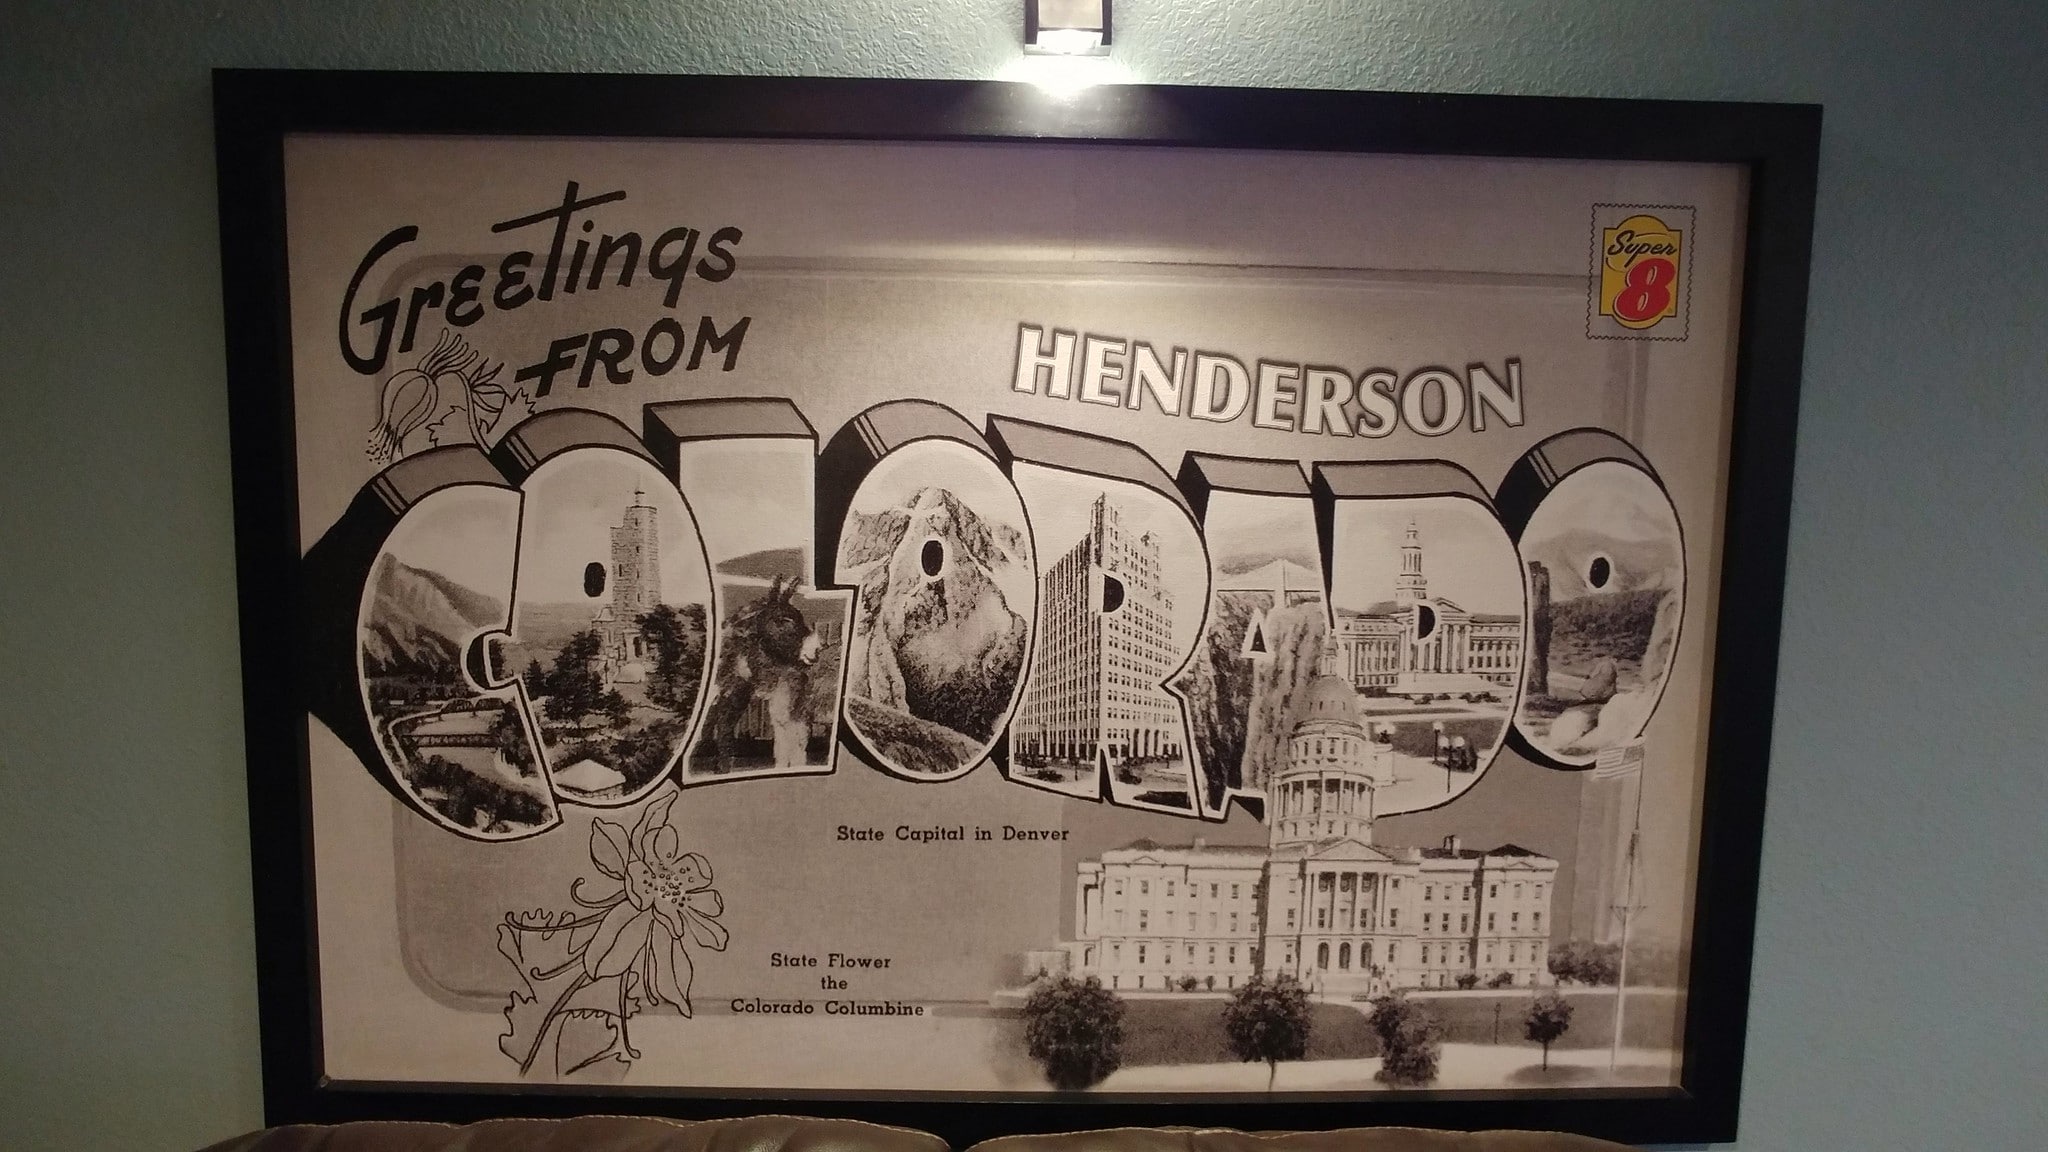 Greetings
FROM
HENDERSON
COLORADO
Super
8
State Capital in Denver
State Flower
the
Colorado Columbine